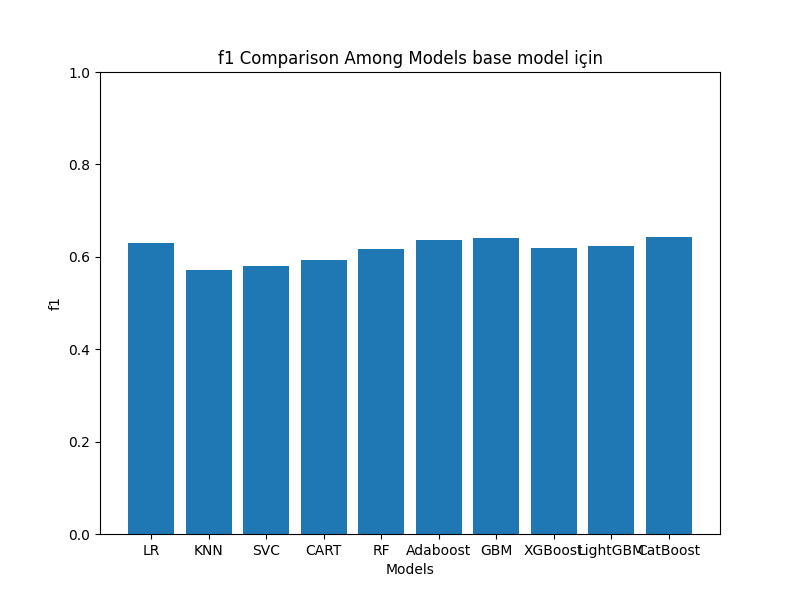 f1 Comparison Among Models base model için
1.0
0.8
0.6
0.4
0.2
0.0
f1
LR KNN SVC CART RF Adaboost GBM XGBoost LightGBM CatBoost
Models